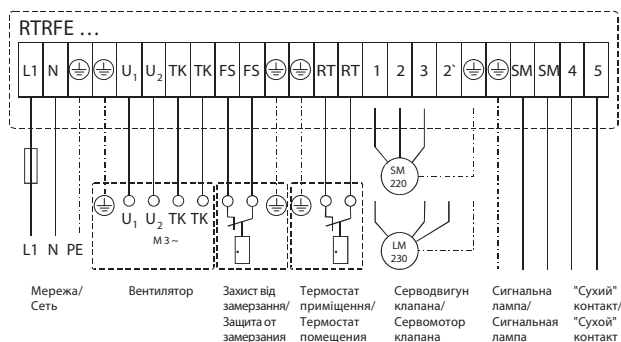 RTRFE ...
L1 N U1 U2 TK TK FS FS RT RT 1 2 3 2` SM SM 4 5
SM
220
U1 U2 TK TK
M 3 ~
LM
230
L1 N PE
Мережа/
Сеть
Вентилятор
Захист від
замерзання/
Защита от
замерзания
Термостат
приміщення/
Термостат
помещения
Серводвигун
клапана/
Сервомотор
клапана
Сигнальна
лампа/
Сигнальная
лампа
"Сухий"
контакт/
"Сухой"
контакт